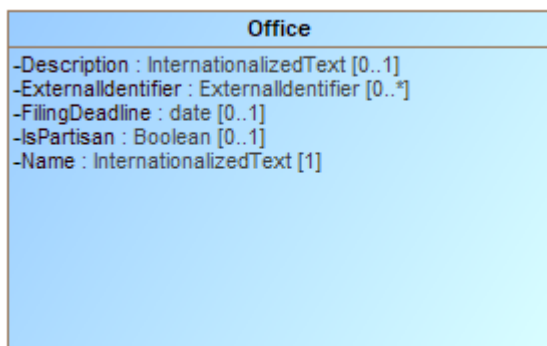 Office
-Description : InternationalizedText [0..1]
-ExternalIdentifier : ExternalIdentifier [0..*]
-FilingDeadline : date [0..1]
-IsPartisan : Boolean [0..1]
-Name : InternationalizedText [1]